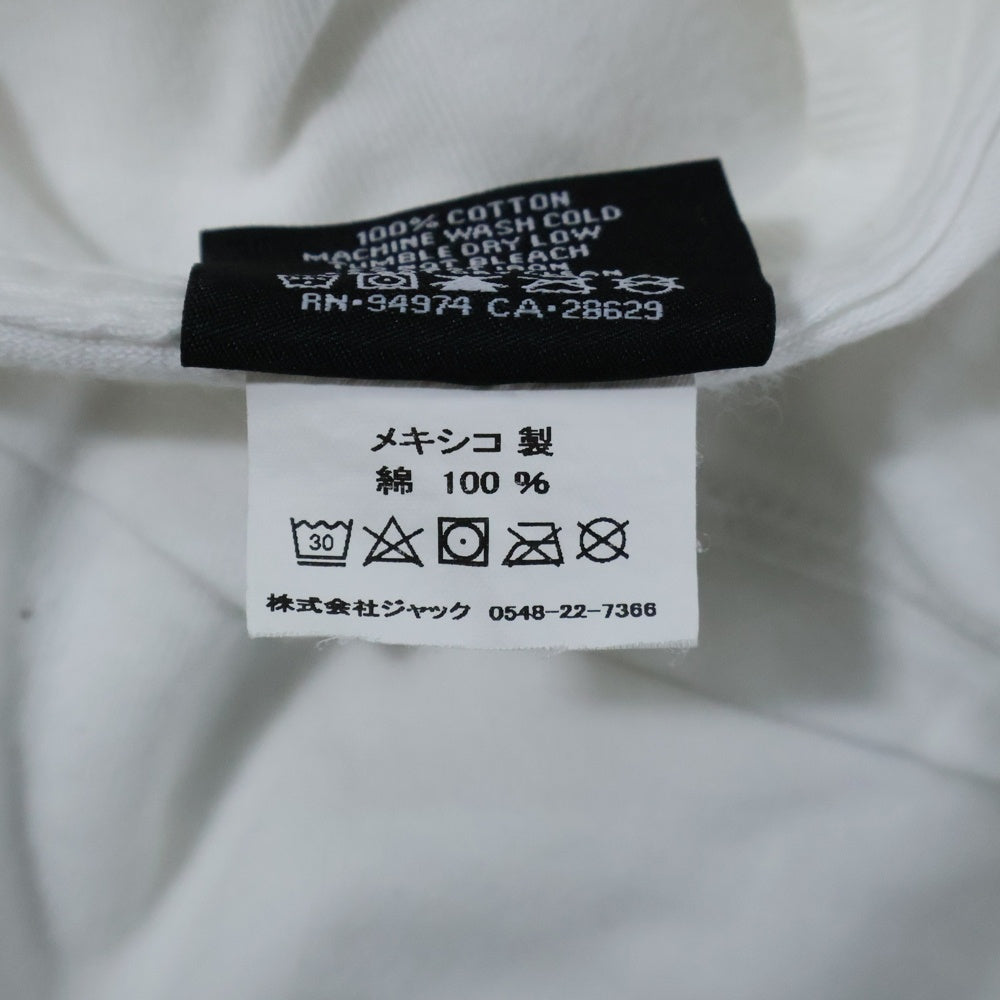 100% COTTON
MACHINE WASH COLD
TUMBLE DRY LOW
BLEACH
RN•94974 CA•28629
メキシコ 製
綿 100 %
30
株式会社ジャック 0548-22-7366